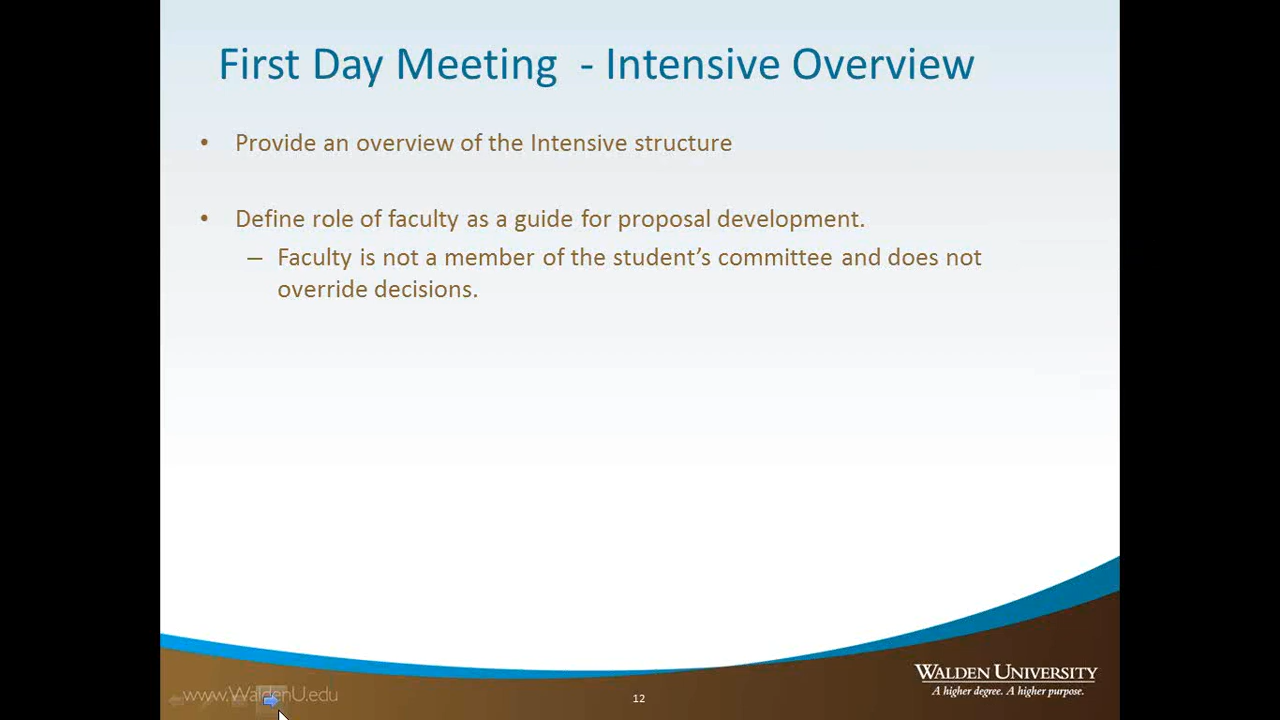 First Day Meeting - Intensive Overview
• Provide an overview of the Intensive structure
• Define role of faculty as a guide for proposal development.
– Faculty is not a member of the student's committee and does not
override decisions.
www.WaldenU.edu
12
WALDEN UNIVERSITY
A higher degree. A higher purpose.